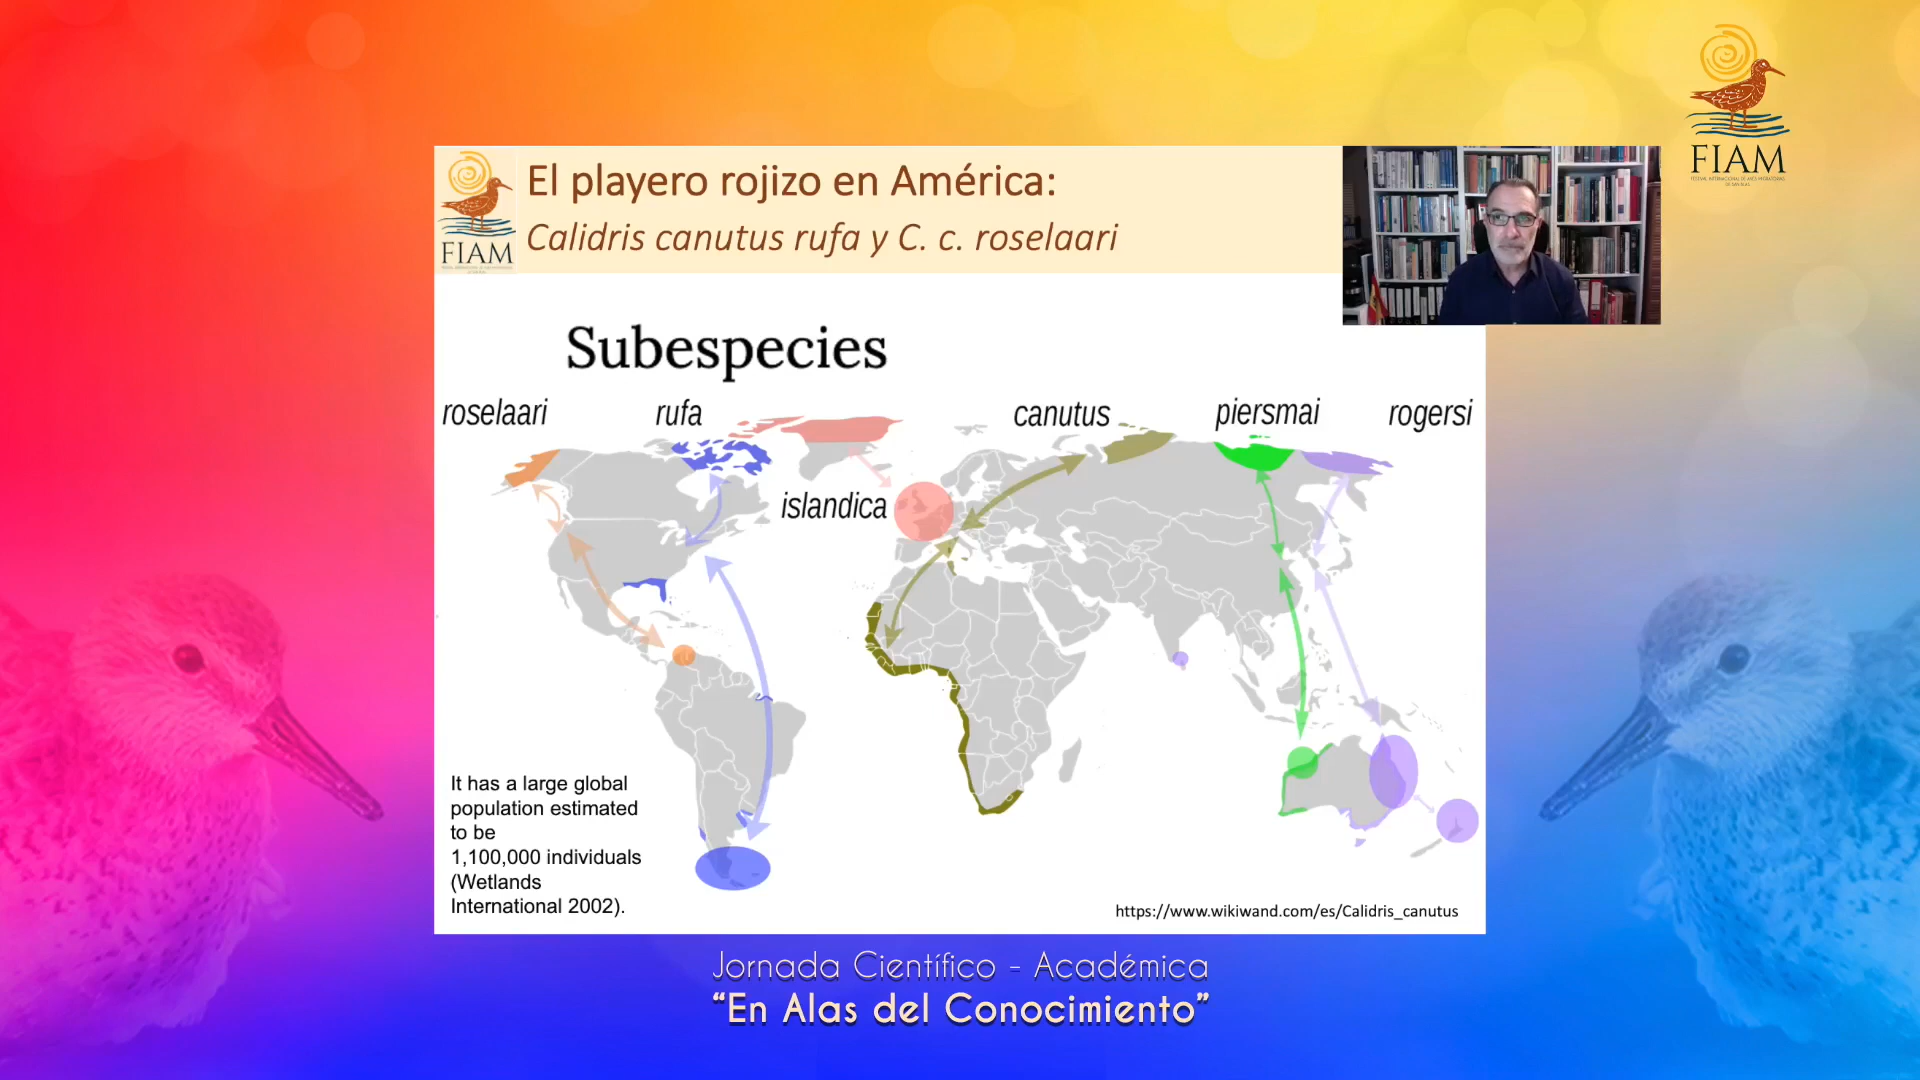 FIAM
FIAM
El playero rojizo en América:
Calidris canutus rufa y C. c. roselaari
Subespecies
roselaari
rufa
canutus
piersmai
rogersi
islandica
It has a large global
population estimated
to be
1,100,000 individuals
(Wetlands
International 2002).
https://www.wikiwand.com/es/Calidris_canutus
Jornada Científico - Académica
“En Alas del Conocimiento”